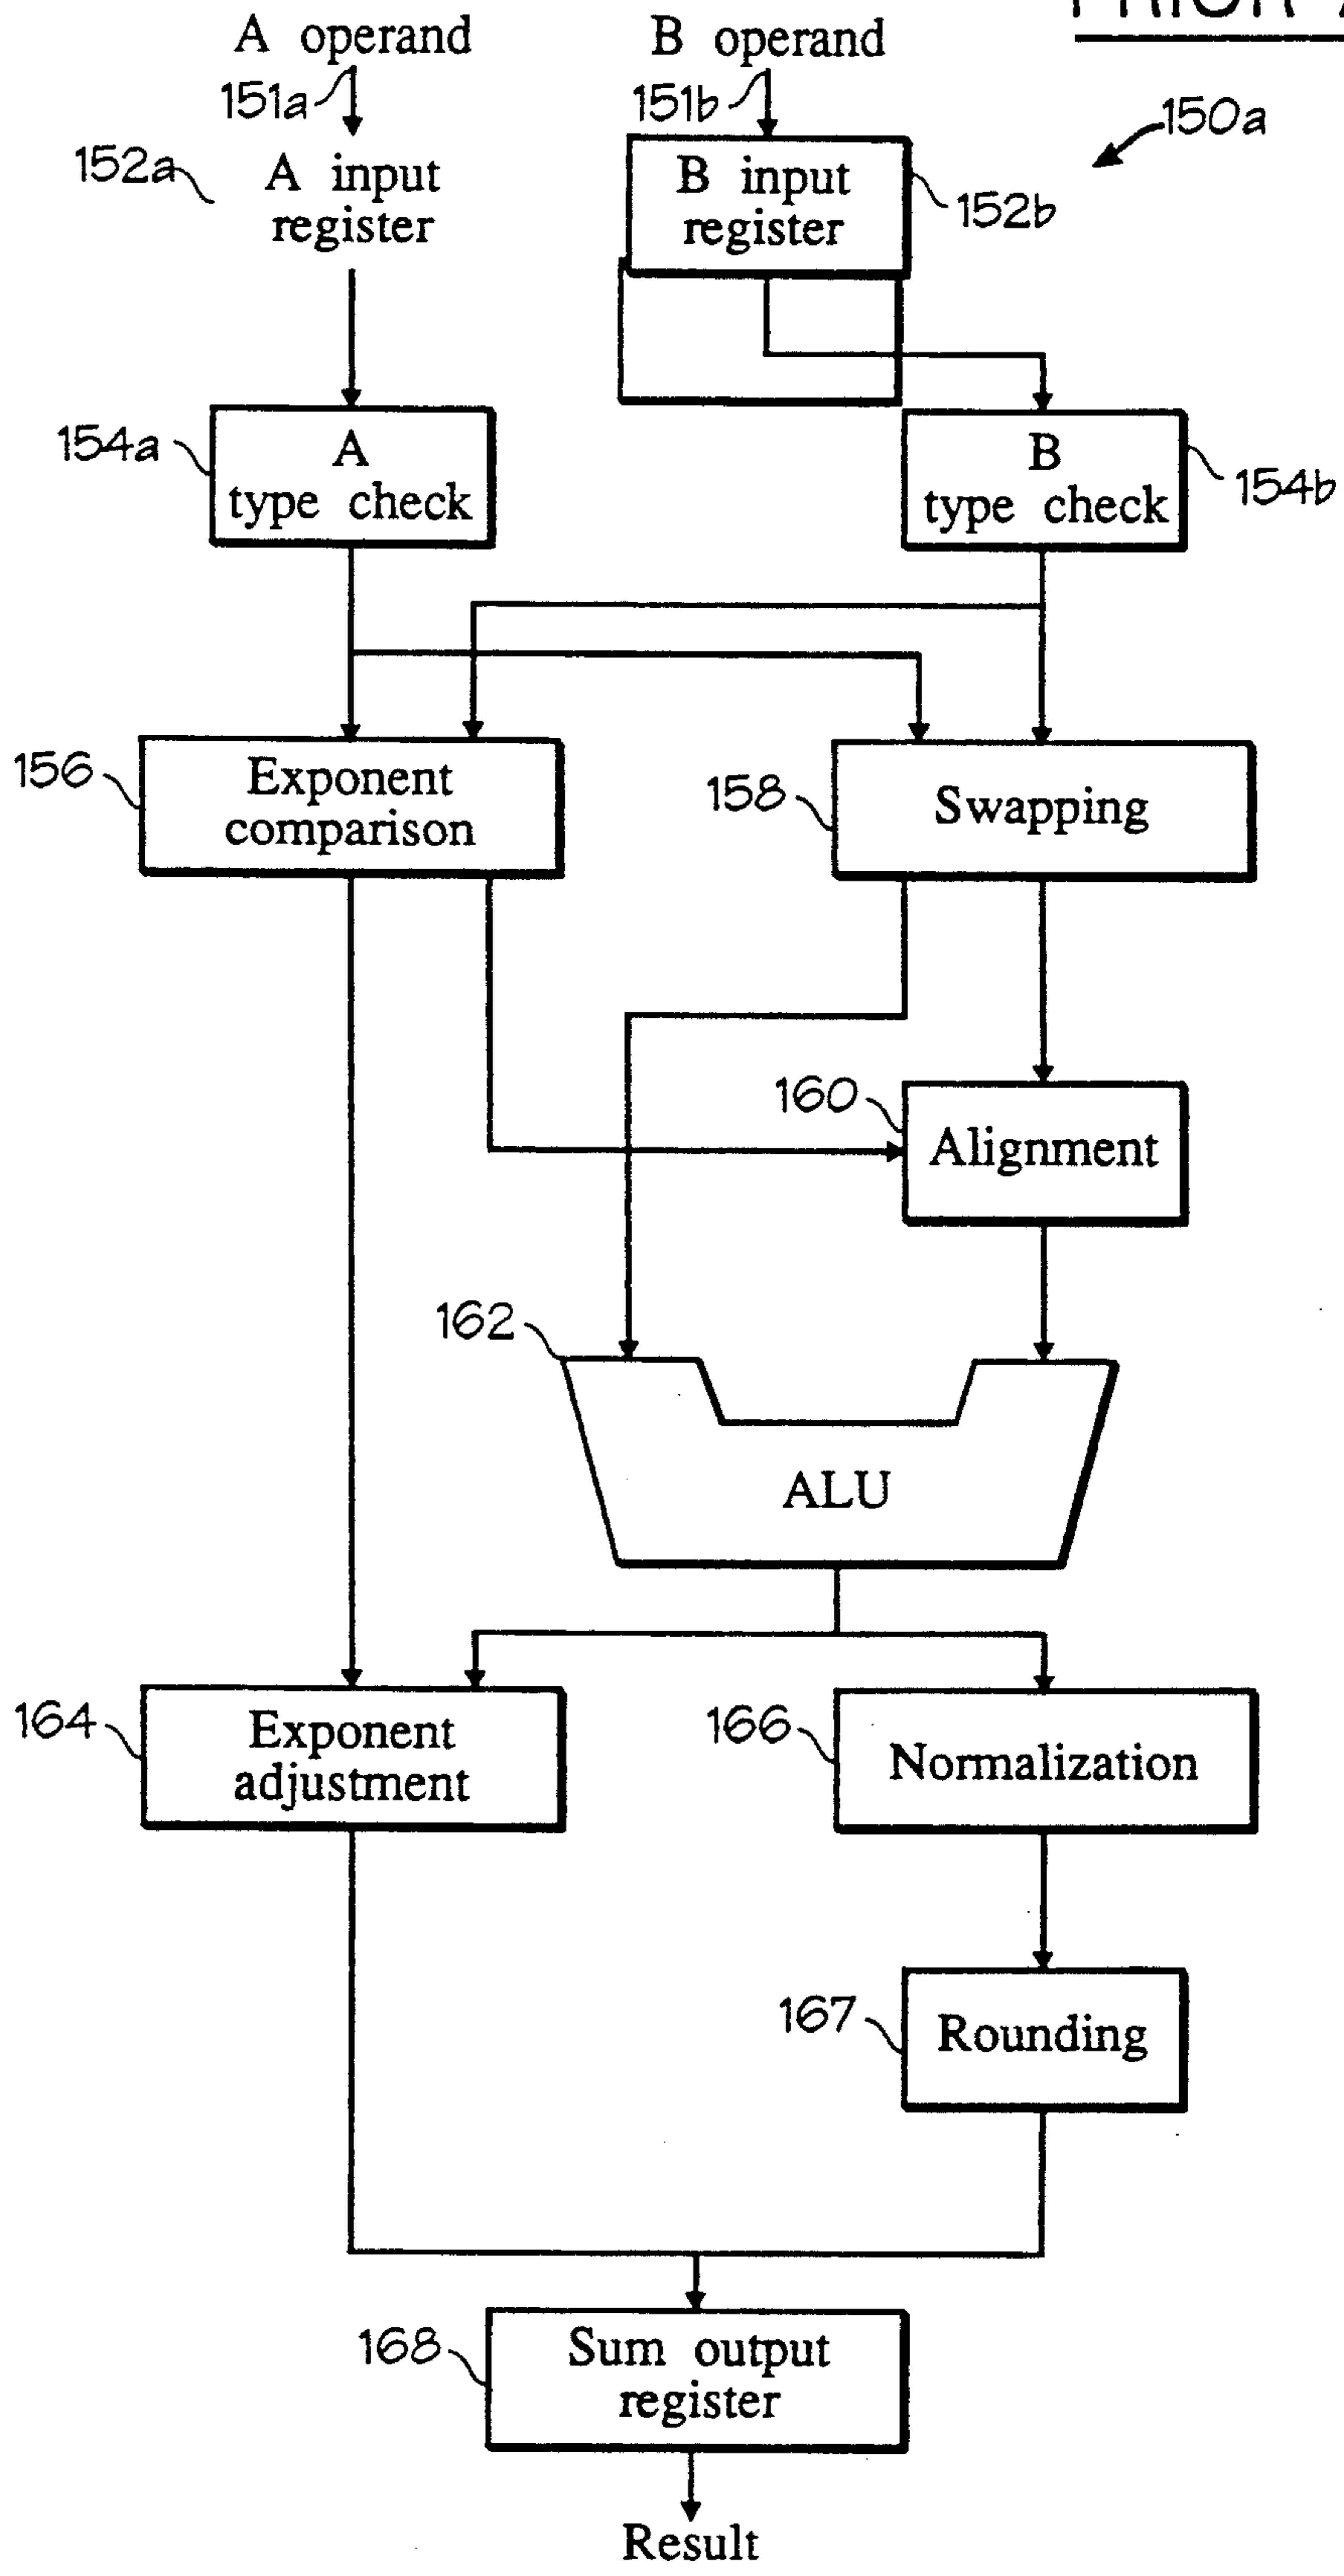 PRIOR
A operand
B operand
151a
151b
150a
152a
A input
register
B input
register
152b
154a
A
type check
B
type check
154b
156
Exponent
comparison
158
Swapping
160
Alignment
162
ALU
164
Exponent
adjustment
166
Normalization
167
Rounding
168
Sum output
register
Result